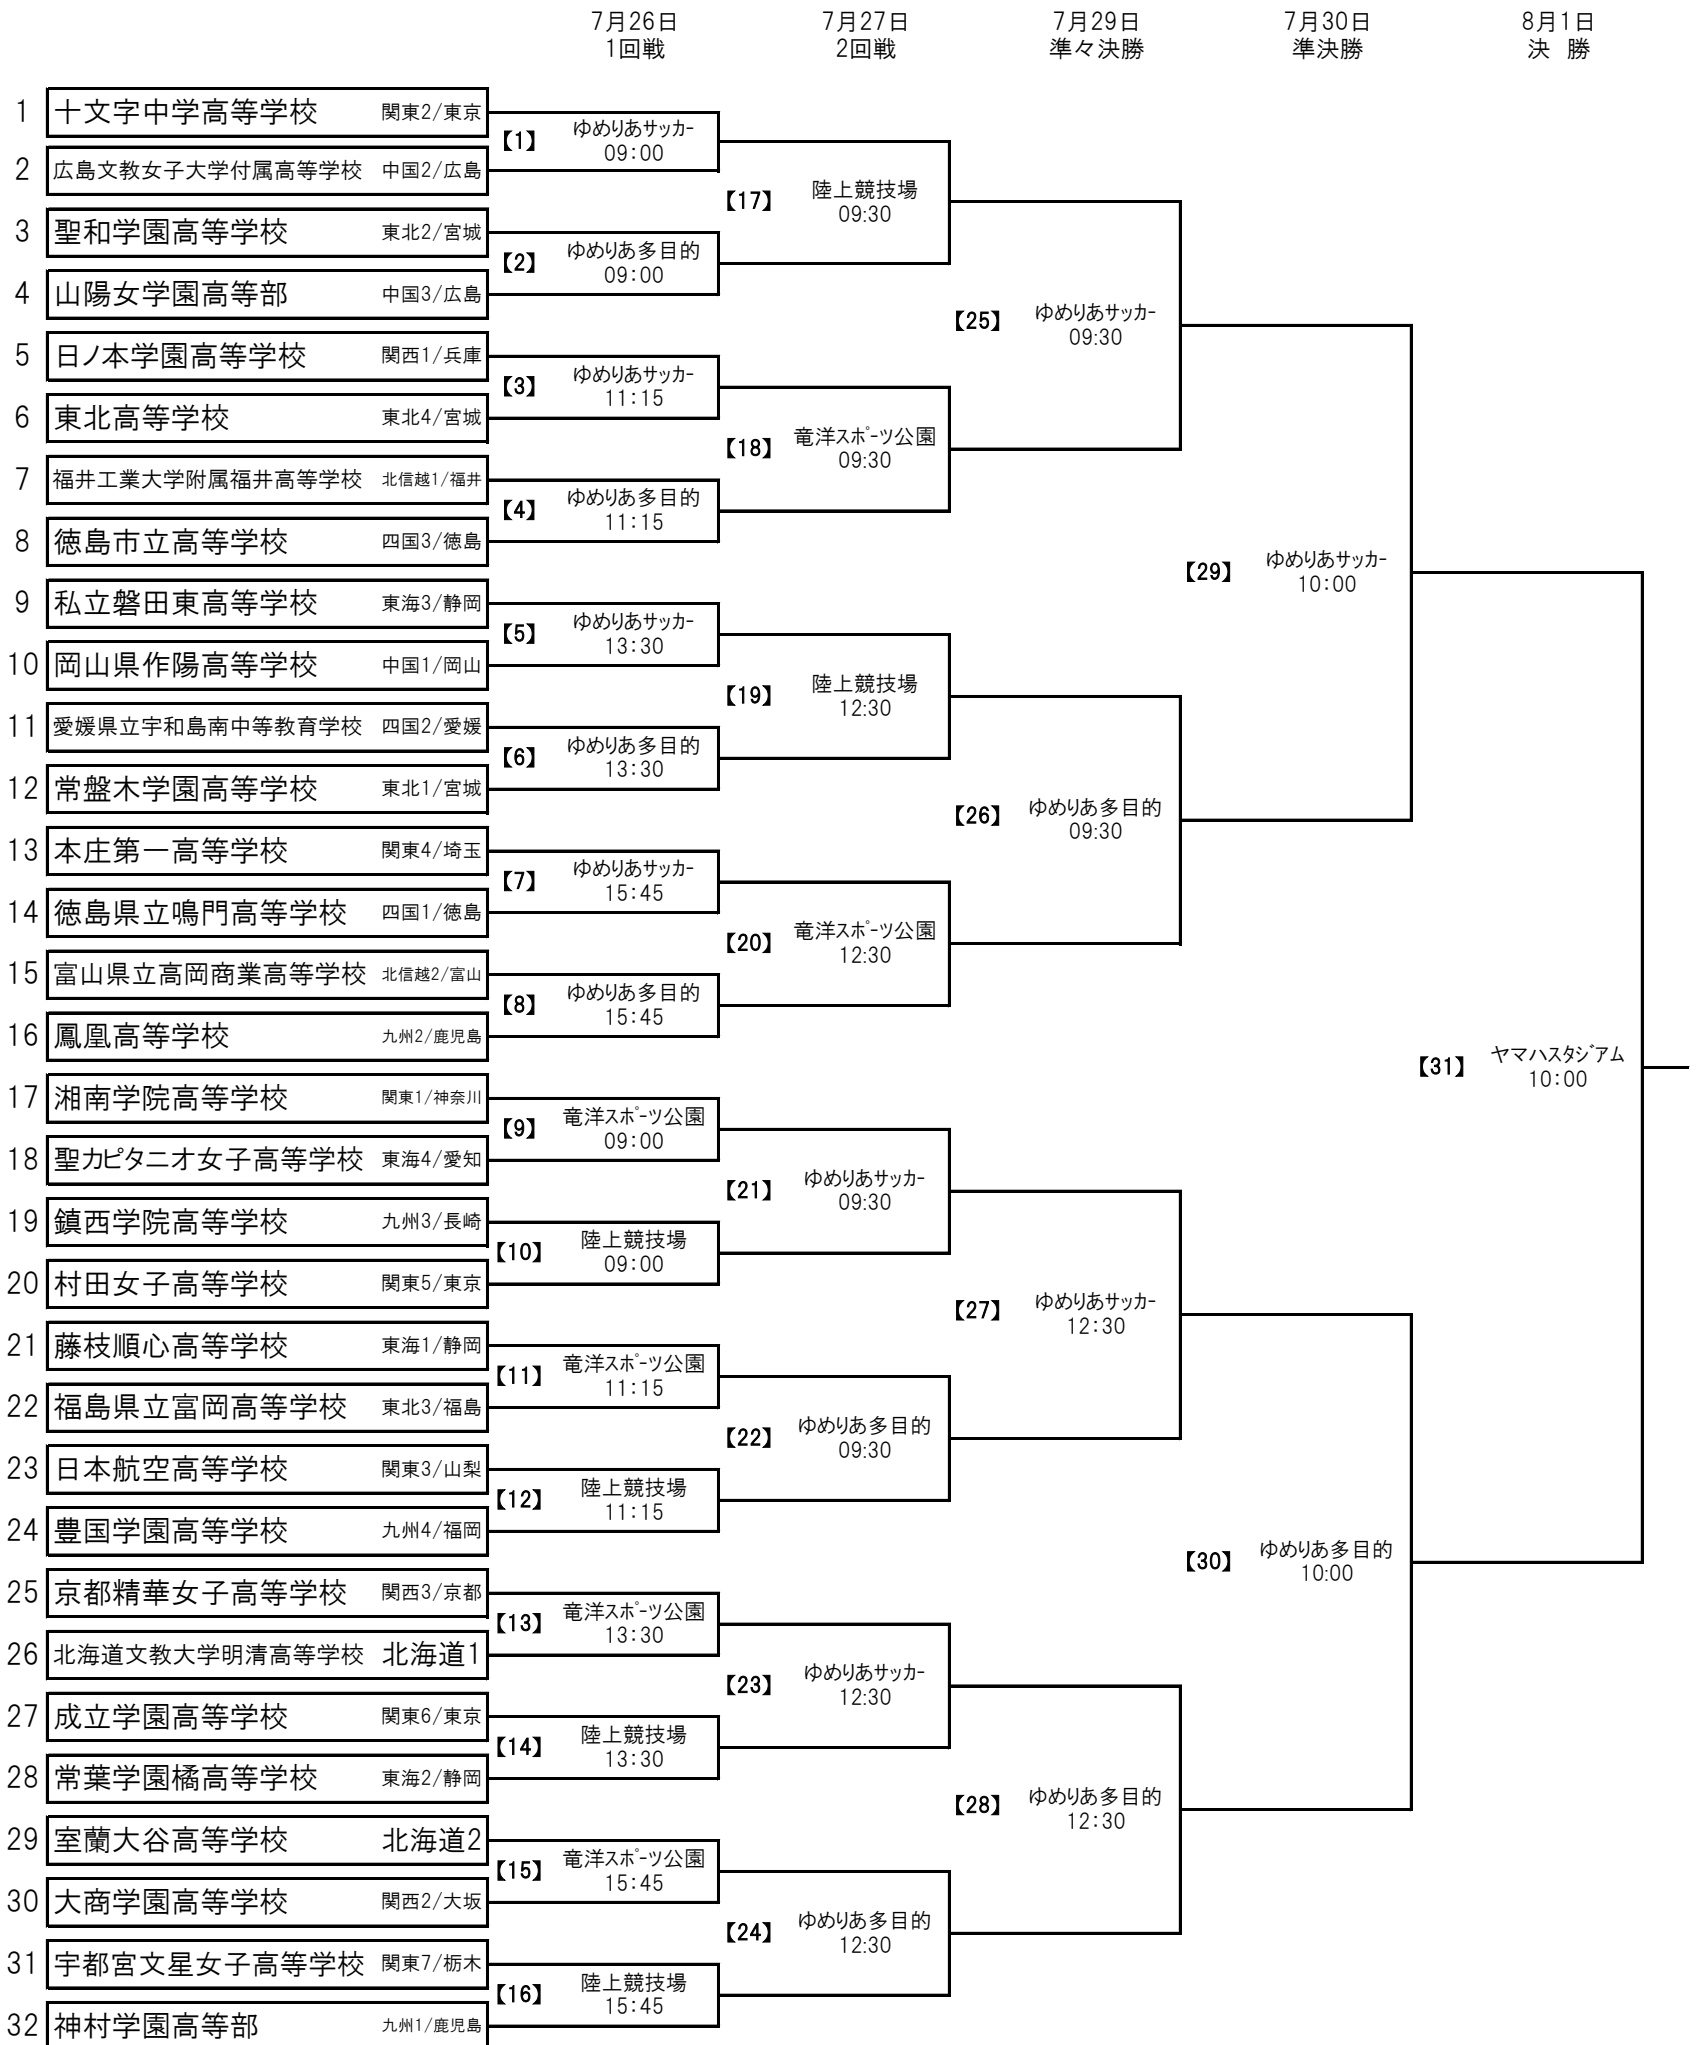 7月26日
1回戦
7月27日
2回戦
7月29日
準々決勝
7月30日
準決勝
8月1日
決 勝
1 十文字中学高等学校 関東2/東京
2 広島文教女子大学付属高等学校 中国2/広島
3 聖和学園高等学校 東北2/宮城
4 山陽女学園高等部 中国3/広島
5 日ノ本学園高等学校 関西1/兵庫
6 東北高等学校 東北4/宮城
7 福井工業大学附属福井高等学校 北信越1/福井
8 徳島市立高等学校 四国3/徳島
9 私立磐田東高等学校 東海3/静岡
10 岡山県作陽高等学校 中国1/岡山
11 愛媛県立宇和島南中等教育学校 四国2/愛媛
12 常盤木学園高等学校 東北1/宮城
13 本庄第一高等学校 関東4/埼玉
14 徳島県立鳴門高等学校 四国1/徳島
15 富山県立高岡商業高等学校 北信越2/富山
16 鳳凰高等学校 九州2/鹿児島
17 湘南学院高等学校 関東1/神奈川
18 聖カピタニオ女子高等学校 東海4/愛知
19 鎮西学院高等学校 九州3/長崎
20 村田女子高等学校 関東5/東京
21 藤枝順心高等学校 東海1/静岡
22 福島県立富岡高等学校 東北3/福島
23 日本航空高等学校 関東3/山梨
24 豊国学園高等学校 九州4/福岡
25 京都精華女子高等学校 関西3/京都
26 北海道文教大学明清高等学校 北海道1
27 成立学園高等学校 関東6/東京
28 常葉学園橘高等学校 東海2/静岡
29 室蘭大谷高等学校 北海道2
30 大商学園高等学校 関西2/大坂
31 宇都宮文星女子高等学校 関東7/栃木
32 神村学園高等部 九州1/鹿児島
【1】 ゆめりあサッカー
09:00
【2】 ゆめりあ多目的
09:00
【3】 ゆめりあサッカー
11:15
【4】 ゆめりあ多目的
11:15
【5】 ゆめりあサッカー
13:30
【6】 ゆめりあ多目的
13:30
【7】 ゆめりあサッカー
15:45
【8】 ゆめりあ多目的
15:45
【9】 竜洋スポーツ公園
09:00
【10】 陸上競技場
09:00
【11】 竜洋スポーツ公園
11:15
【12】 陸上競技場
11:15
【13】 竜洋スポーツ公園
13:30
【14】 陸上競技場
13:30
【15】 竜洋スポーツ公園
15:45
【16】 陸上競技場
15:45
【17】 陸上競技場
09:30
【18】 竜洋スポーツ公園
09:30
【19】 陸上競技場
12:30
【20】 竜洋スポーツ公園
12:30
【21】 ゆめりあサッカー
09:30
【22】 ゆめりあ多目的
09:30
【23】 ゆめりあサッカー
12:30
【24】 ゆめりあ多目的
12:30
【25】 ゆめりあサッカー
09:30
【26】 ゆめりあ多目的
09:30
【27】 ゆめりあサッカー
12:30
【28】 ゆめりあ多目的
12:30
【29】 ゆめりあサッカー
10:00
【30】 ゆめりあ多目的
10:00
【31】 ヤマハスタジアム
10:00